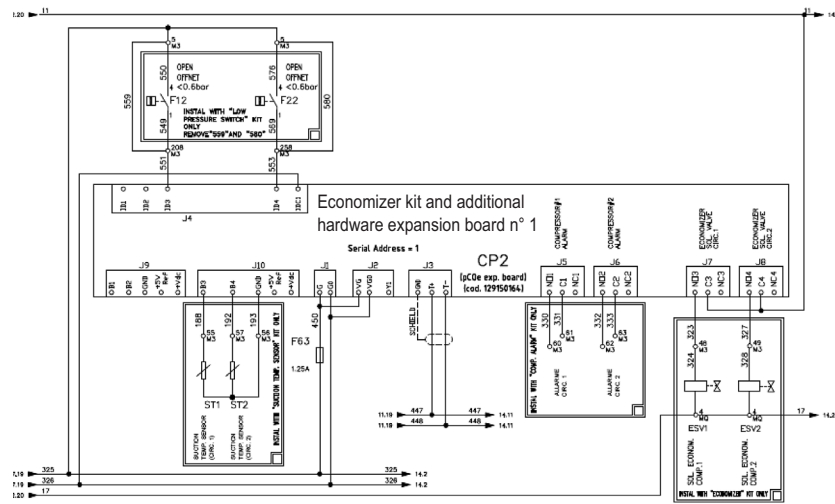 .20
11
11
14
5
M3
5
M3
559
550
OPEN
OFFNET
<0.6bar
F12
1
576
OPEN
OFFNET
<0.6bar
F22
1
580
INSTAL WITH "LOW
PRESSURE SWITCH" KIT
ONLY
REMOVE"559"AND "560"
549
569
208
M3
258
M3
551
553
ID1
ID2
ID3
ID4
IDC1
J4
Economizer kit and additional
hardware expansion board n° 1
Serial Address = 1
CP2
(pCOe exp. board)
(cod. 129150164)
COMPRESSOR#1
ALARM
COMPRESSOR#2
ALARM
ECONOMIZER
SOL. VALVE
CIRC.1
ECONOMIZER
SOL. VALVE
CIRC.2
J9
B1
B2
GND
+5V
Ref
+Vdc
J10
B3
B4
GND
+5V
Ref
+Vdc
J1
G
G0
J2
VG
VG0
Y1
J3
GND
T+
T-
J5
NO1
C1
NC1
J6
NO2
C2
NC2
J7
NO3
C3
NC3
J8
NO4
C4
NC4
188
192
193
55
M3
57
M3
56
M3
ST1
ST2
SUCTION
TEMP. SENSOR
(CIRC. 1)
SUCTION
TEMP. SENSOR
(CIRC. 2)
INSTAL WITH "SUCTION TEMP. SENSOR" KIT ONLY
450
F63
1.25A
SCHIELD
11.19
447
447
14.11
11.19
448
448
14.11
330
331
332
333
60
M3
61
M3
62
M3
63
M3
ALLARME
CIRC. 1
ALLARME
CIRC. 2
INSTAL WITH "COMP. ALARM" KIT ONLY
323
327
48
M3
49
M3
324
328
4
MQ
4
MQ
ESV1
ESV2
SOL. ECONOM.
COMP.1
SOL. ECONOM.
COMP.2
INSTAL WITH "ECONOMIZER" KIT ONLY
17
14.2
7.19
325
325
14.2
7.19
326
326
14.2
.20
17